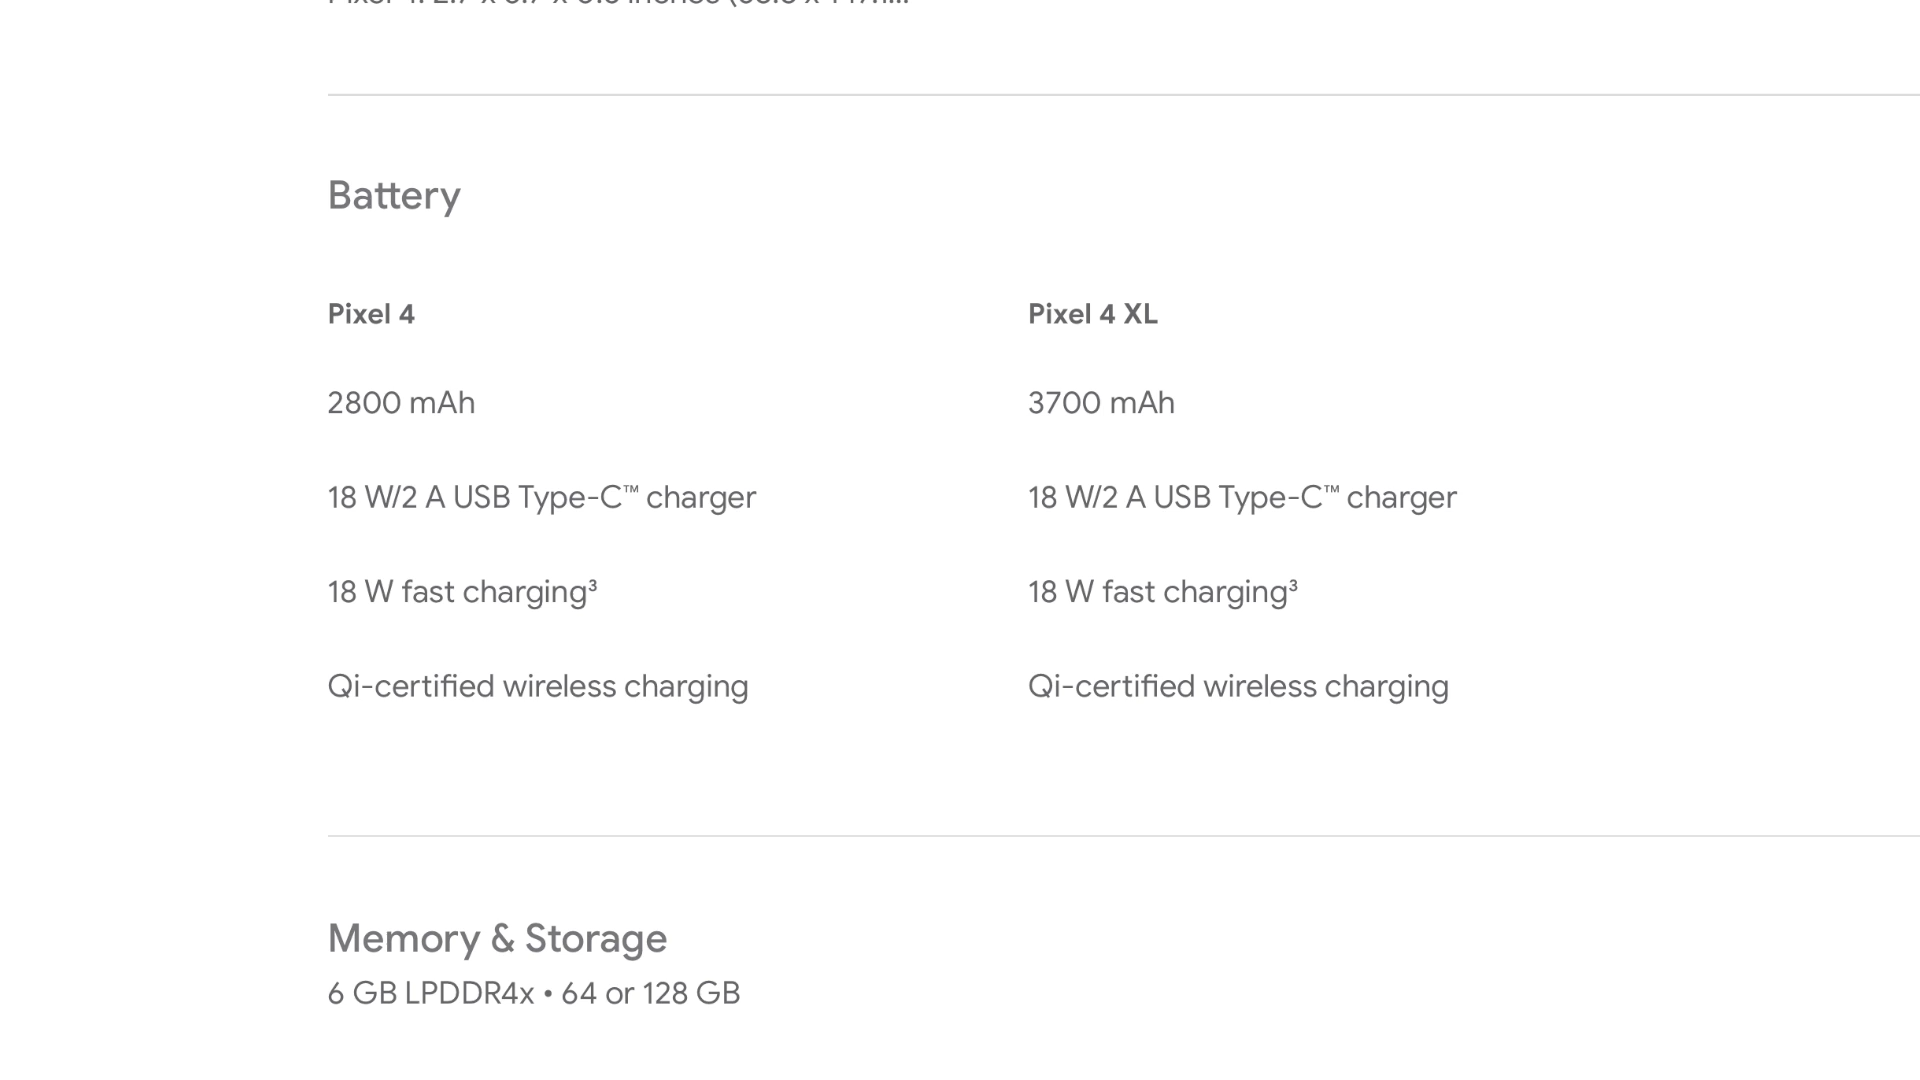 Battery
Pixel 4
Pixel 4 XL
2800 mAh
3700 mAh
18 W/2 A USB Type-C™ charger
18 W/2 A USB Type-C™ charger
18 W fast charging³
18 W fast charging³
Qi-certified wireless charging
Qi-certified wireless charging
Memory & Storage
6 GB LPDDR4x • 64 or 128 GB